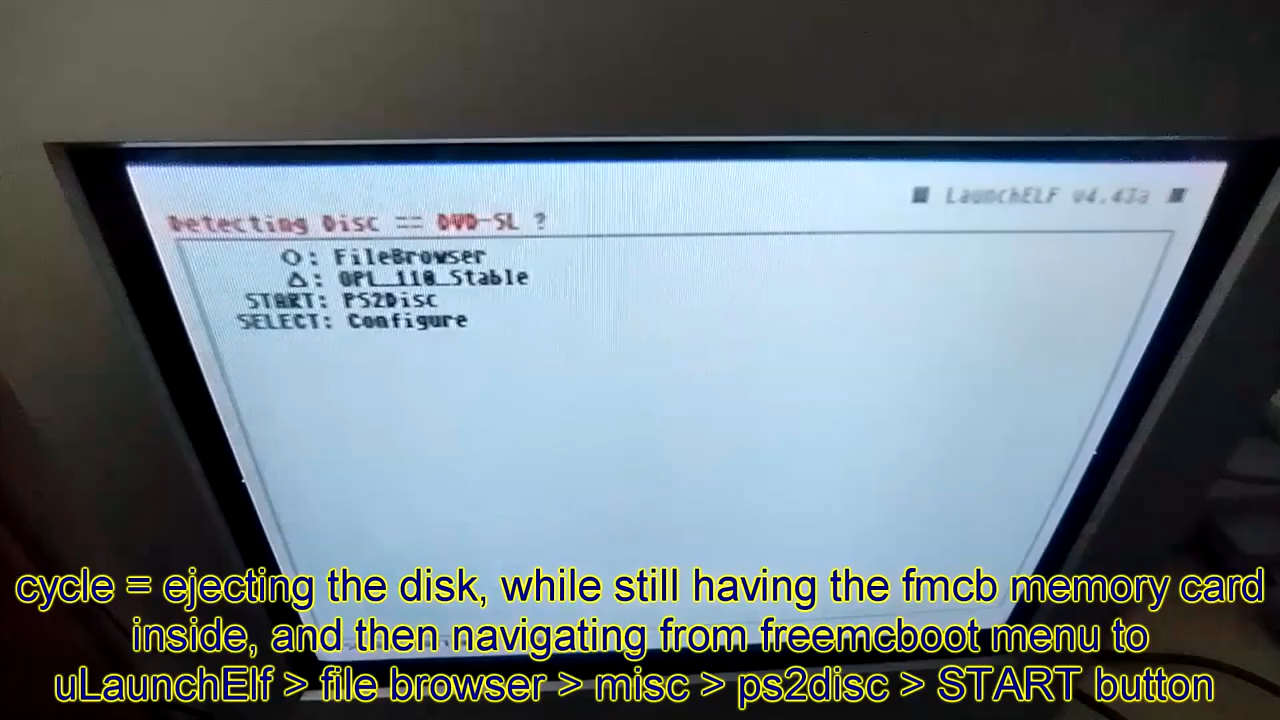 ■ LaunchELF v4.43a ■
Detecting Disc == DVD-SL ?
○: FileBrowser
△: OPL_110_Stable
START: PS2Disc
SELECT: Configure
cycle = ejecting the disk, while still having the fmcb memory card
inside, and then navigating from freemcboot menu to
uLaunchElf > file browser > misc > ps2disc > START button